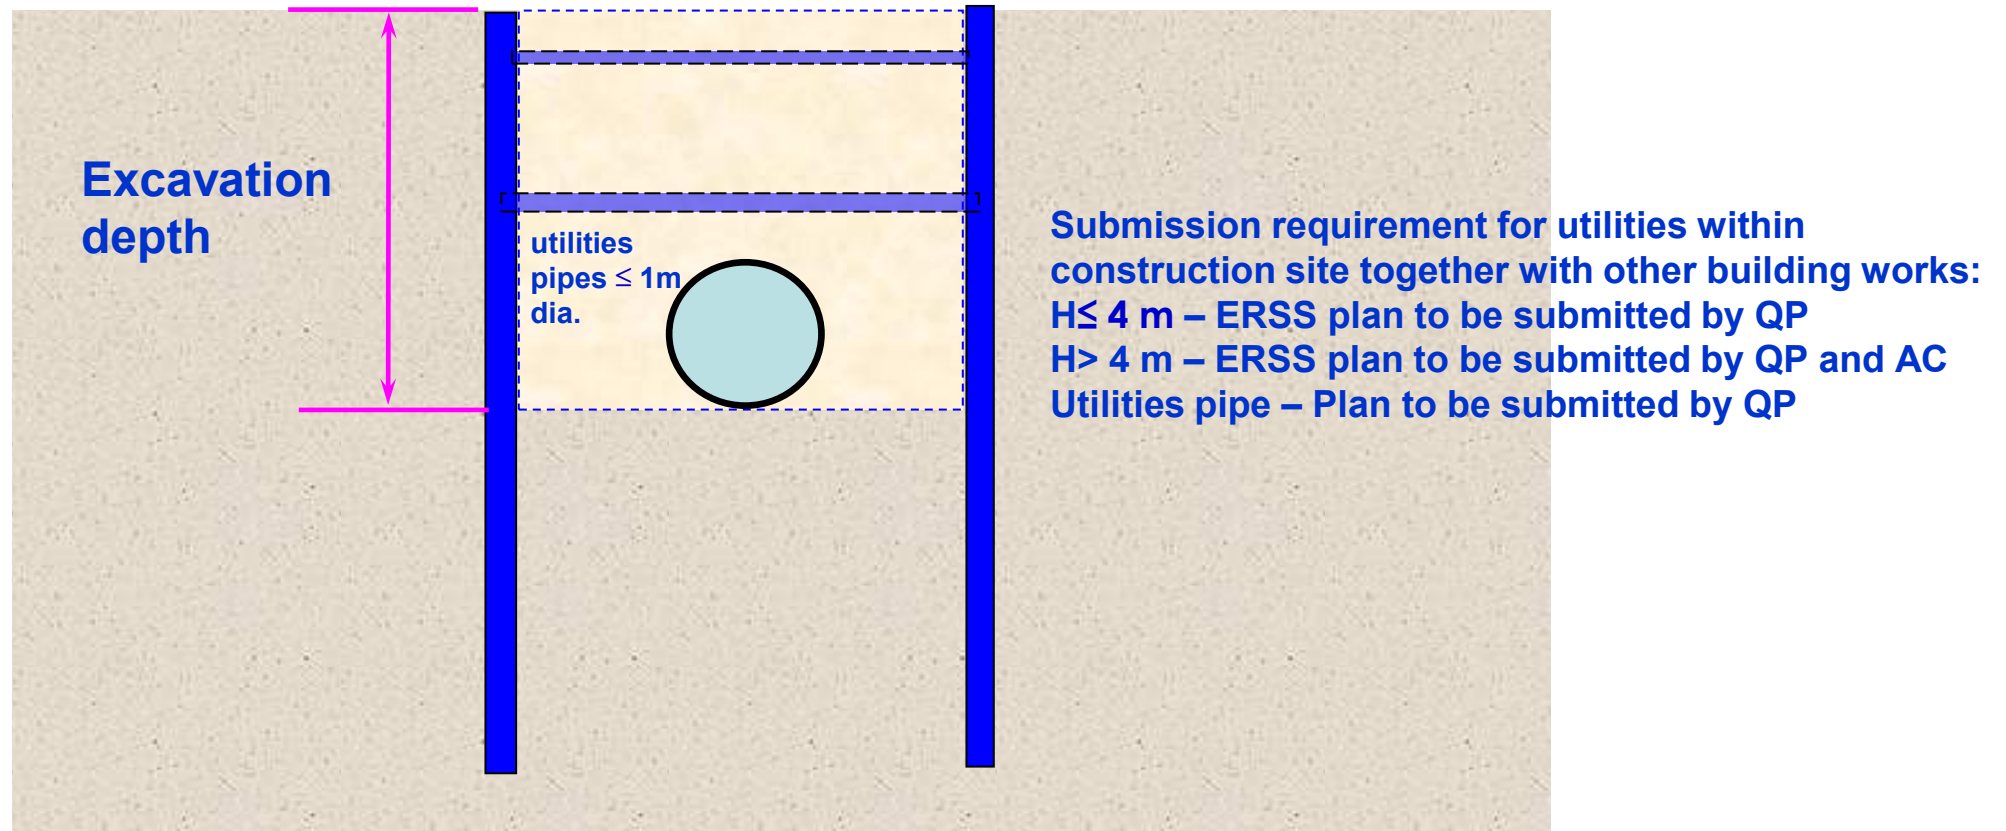 Excavation
depth
utilities
pipes ≤ 1m
dia.
Submission requirement for utilities within
construction site together with other building works:
H≤ 4 m – ERSS plan to be submitted by QP
H> 4 m – ERSS plan to be submitted by QP and AC
Utilities pipe – Plan to be submitted by QP